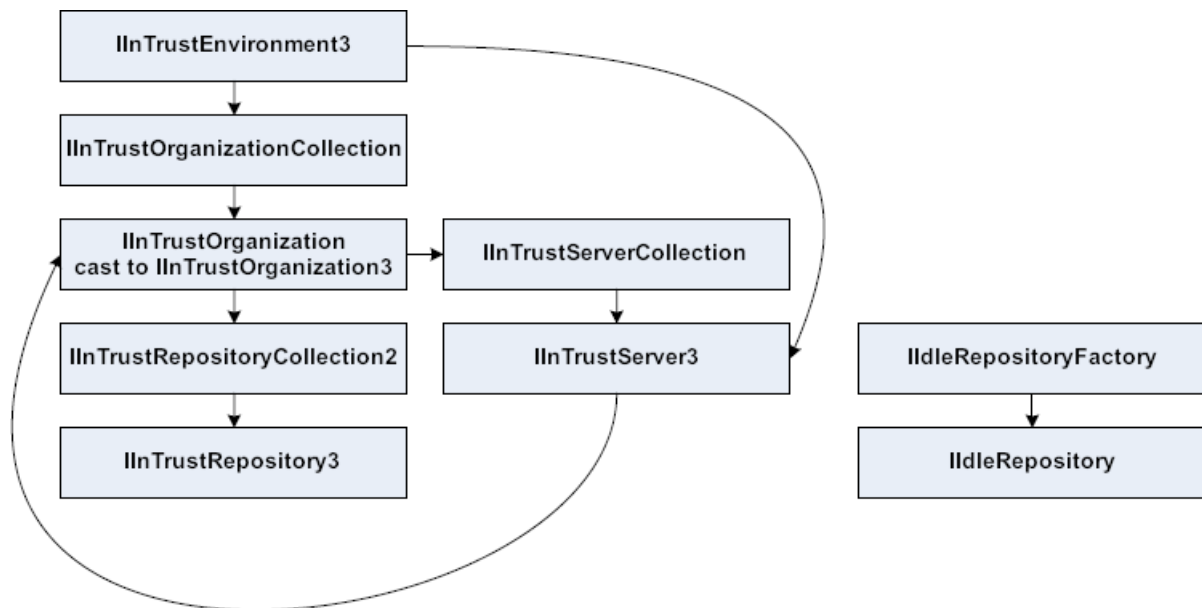 IInTrustEnvironment3
IInTrustOrganizationCollection
IInTrustOrganization
cast to IInTrustOrganization3
IInTrustServerCollection
IInTrustRepositoryCollection2
IInTrustServer3
IIdleRepositoryFactory
IInTrustRepository3
IIdleRepository